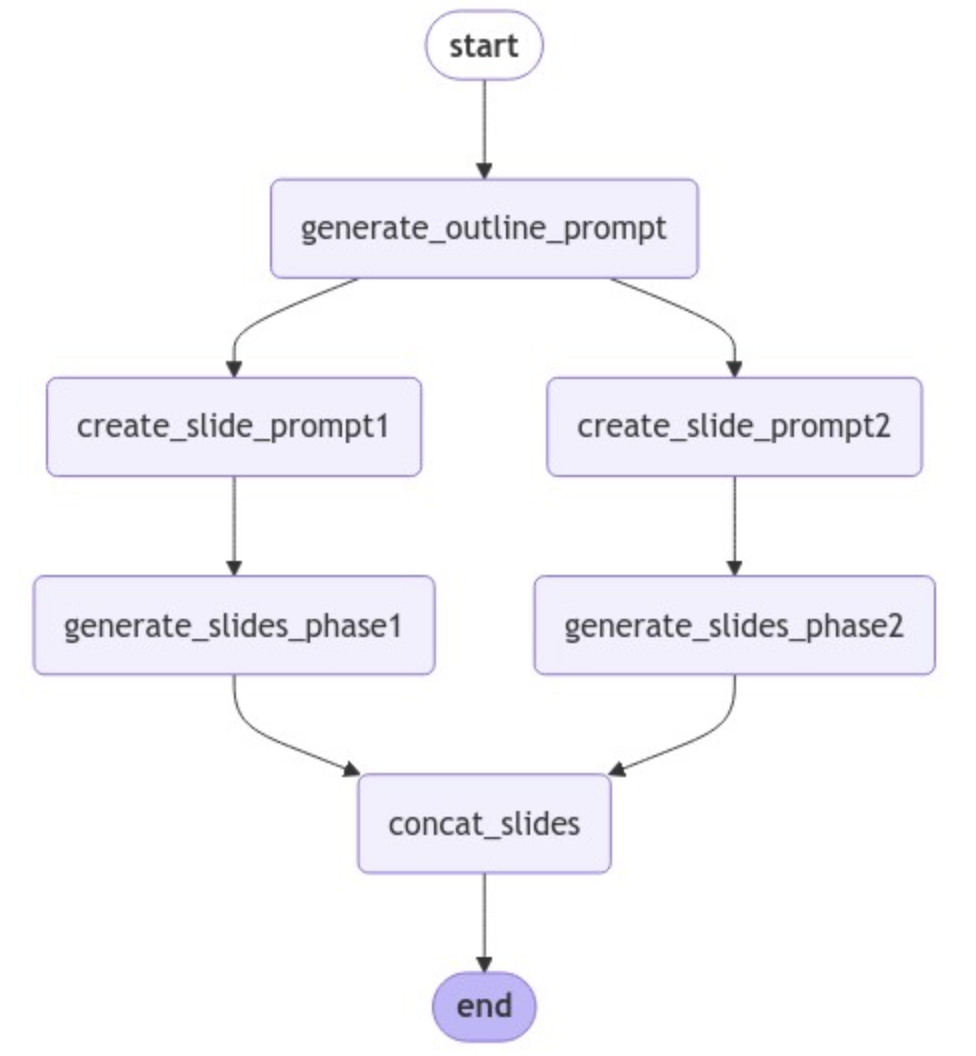 start
generate_outline_prompt
create_slide_prompt1
create_slide_prompt2
generate_slides_phase1
generate_slides_phase2
concat_slides
end